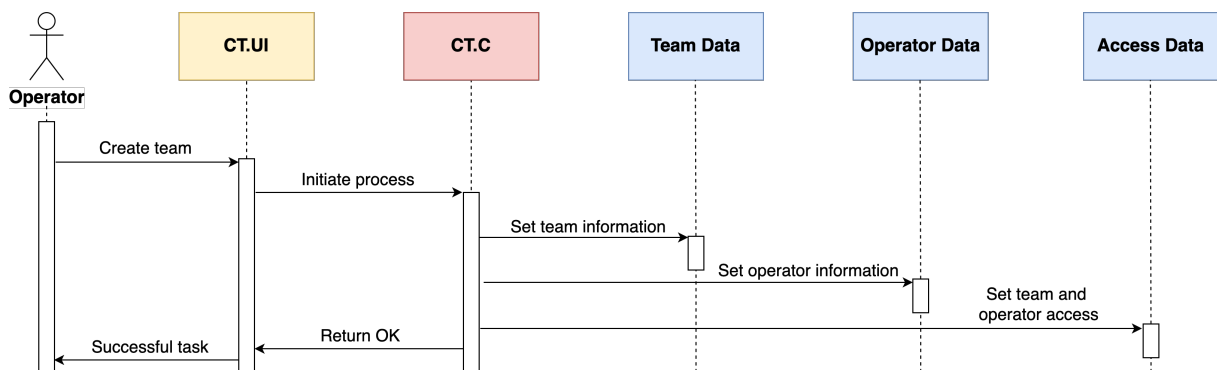 CT.UI
CT.C
Team Data
Operator Data
Access Data
Operator
Create team
Initiate process
Set team information
Set operator information
Set team and
operator access
Return OK
Successful task